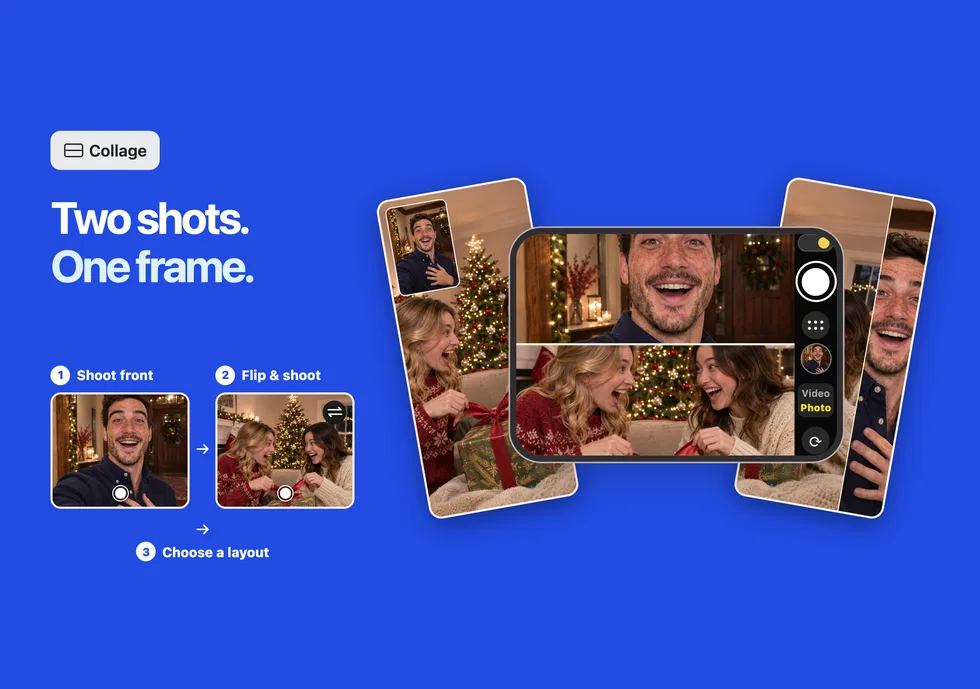 Collage
Two shots.
One frame.
1 Shoot front
2 Flip & shoot
3 Choose a layout
Video
Photo